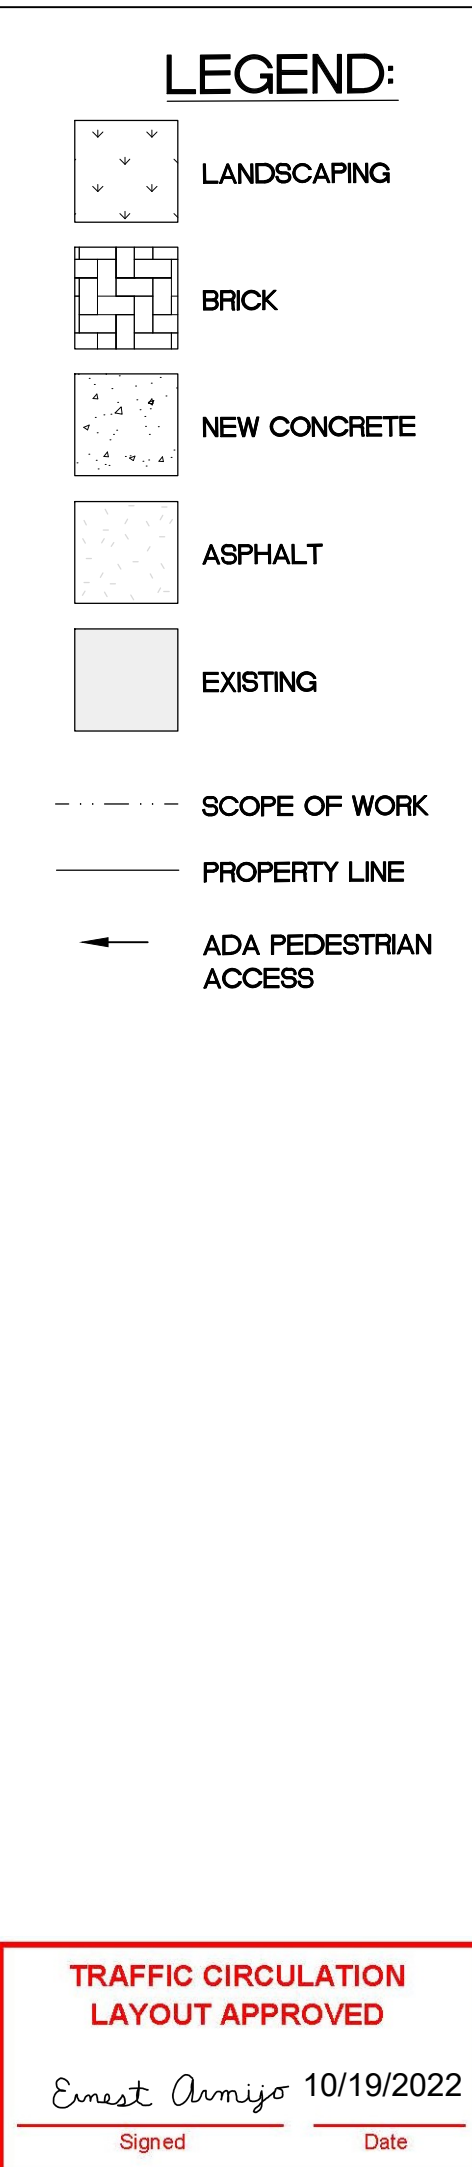 LEGEND:
LANDSCAPING
BRICK
NEW CONCRETE
ASPHALT
EXISTING
SCOPE OF WORK
PROPERTY LINE
ADA PEDESTRIAN
ACCESS
TRAFFIC CIRCULATION
LAYOUT APPROVED
Ernest Armijo 10/19/2022
Signed Date